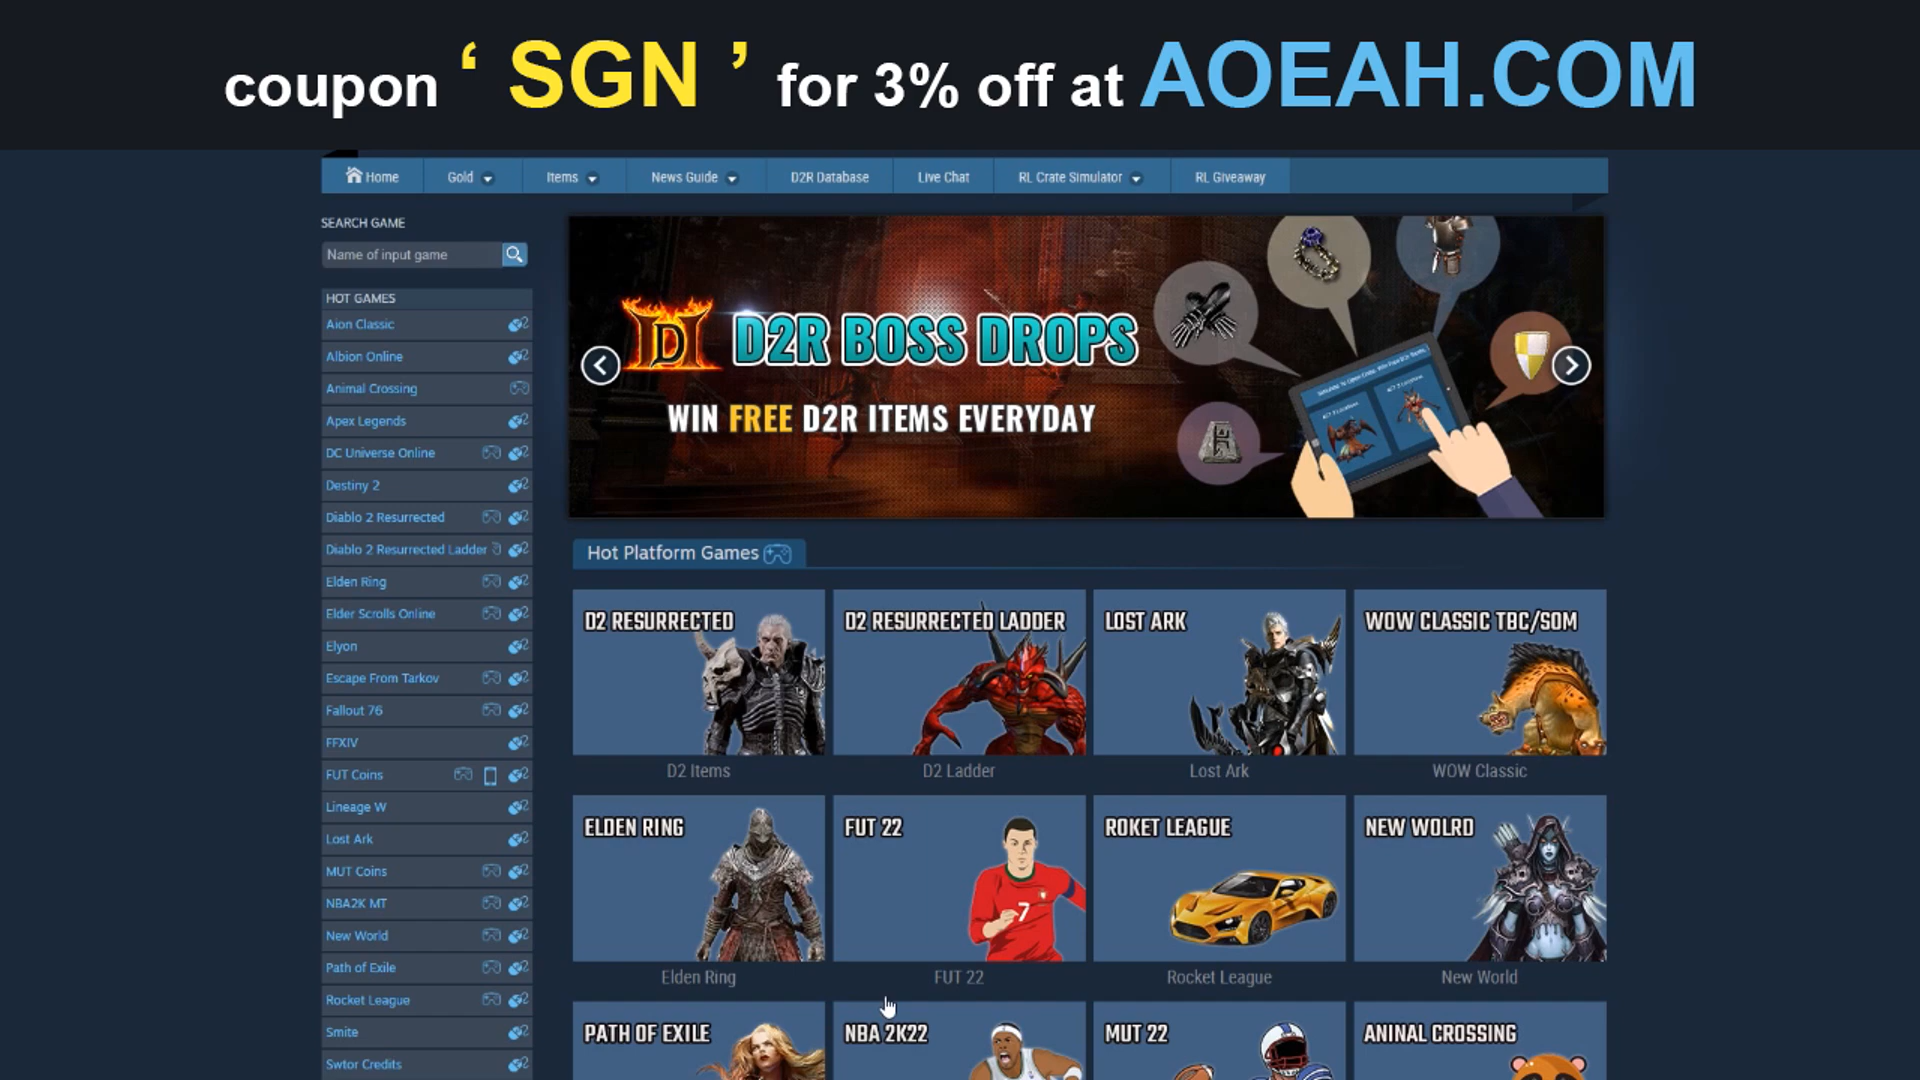 coupon ‘ SGN ’ for 3% off at AOEAH.COM
Home
Gold
Items
News Guide
D2R Database
Live Chat
RL Crate Simulator
RL Giveaway
SEARCH GAME
Name of input game
HOT GAMES
Aion Classic
Albion Online
Animal Crossing
Apex Legends
DC Universe Online
Destiny 2
Diablo 2 Resurrected
Diablo 2 Resurrected Ladder
Elden Ring
Elder Scrolls Online
Elyon
Escape From Tarkov
Fallout 76
FFXIV
FUT Coins
Lineage W
Lost Ark
MUT Coins
NBA2K MT
New World
Path of Exile
Rocket League
Smite
Swtor Credits
D
D2R BOSS DROPS
WIN FREE D2R ITEMS EVERYDAY
Hot Platform Games
D2 RESURRECTED
D2 RESURRECTED LADDER
LOST ARK
WOW CLASSIC TBC/SOM
D2 Items
D2 Ladder
Lost Ark
WOW Classic
ELDEN RING
FUT 22
ROKET LEAGUE
NEW WOLRD
7
Elden Ring
FUT 22
Rocket League
New World
PATH OF EXILE
NBA 2K22
MUT 22
ANINAL CROSSING